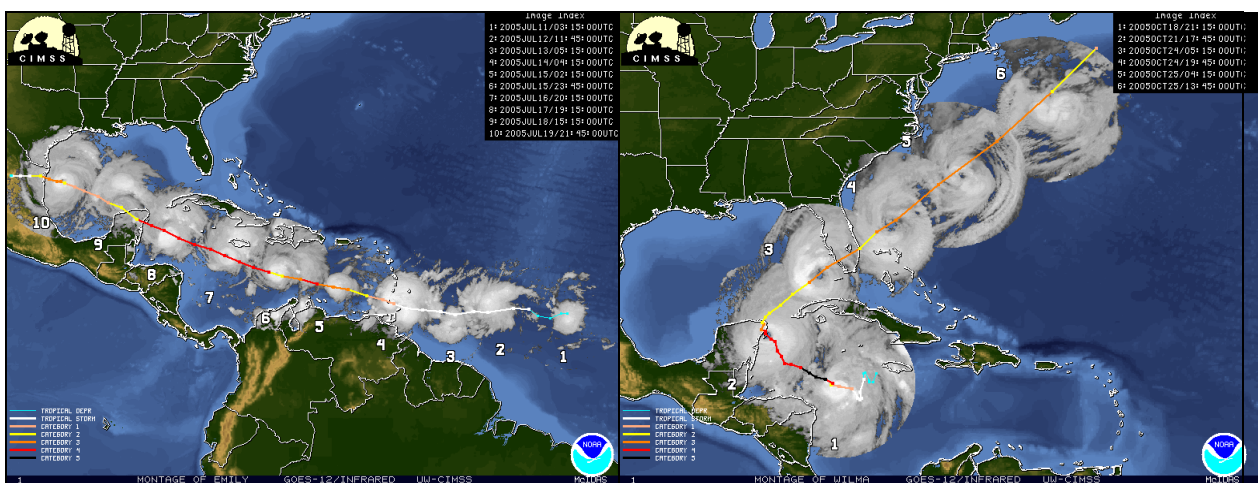 CIMSS
Image Index
1: 2005JUL11/03:15:00UTC
2: 2005JUL12/11:45:00UTC
3: 2005JUL13/05:15:00UTC
4: 2005JUL14/04:15:00UTC
5: 2005JUL15/02:15:00UTC
6: 2005JUL15/23:45:00UTC
7: 2005JUL16/20:15:00UTC
8: 2005JUL17/19:15:00UTC
9: 2005JUL18/15:15:00UTC
10: 2005JUL19/21:45:00UTC
10
9
8
7
6
5
4
3
2
1
TROPICAL DEPR
TROPICAL STORM
CATEGORY 1
CATEGORY 2
CATEGORY 3
CATEGORY 4
CATEGORY 5
NOAA
1 MONTAGE OF EMILY GOES-12/INFRARED UW-CIMSS McIDAS
CIMSS
Image Index
1: 2005OCT18/21:15:00UTC
2: 2005OCT21/17:45:00UTC
3: 2005OCT24/05:15:00UTC
4: 2005OCT24/19:45:00UTC
5: 2005OCT25/04:15:00UTC
6: 2005OCT25/13:45:00UTC
6
5
4
3
2
1
TROPICAL DEPR
TROPICAL STORM
CATEGORY 1
CATEGORY 2
CATEGORY 3
CATEGORY 4
CATEGORY 5
NOAA
1 MONTAGE OF WILMA GOES-12/INFRARED UW-CIMSS McIDAS